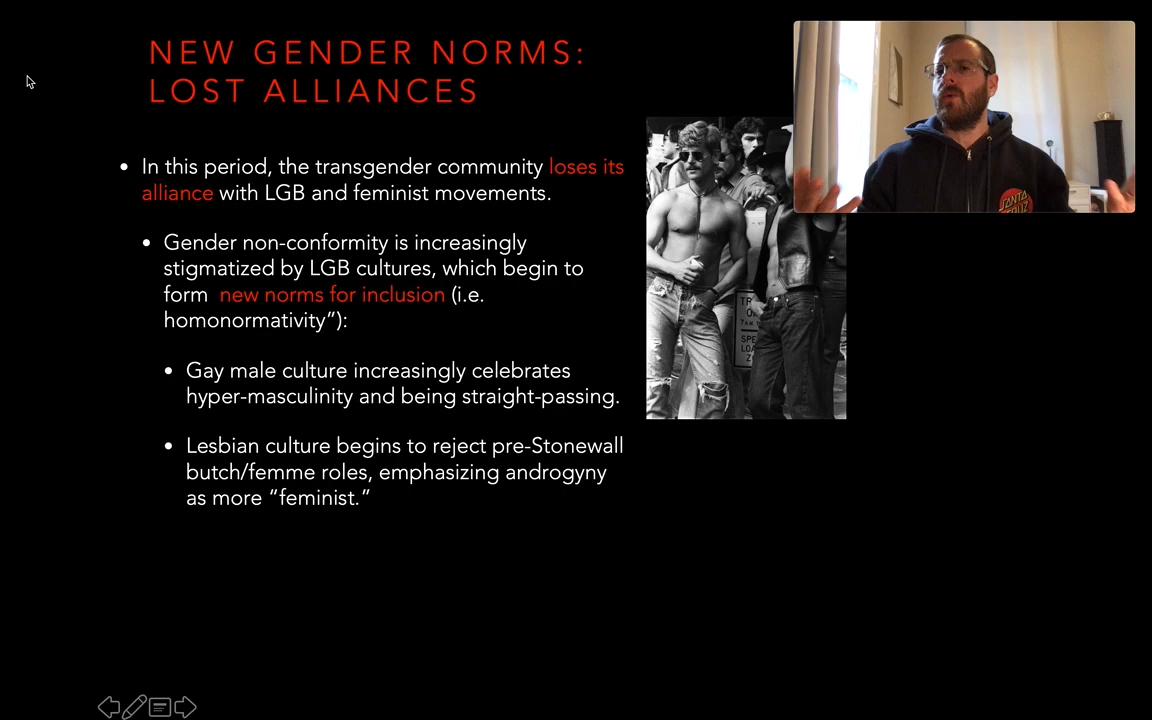 NEW GENDER NORMS:
LOST ALLIANCES
• In this period, the transgender community loses its
alliance with LGB and feminist movements.
• Gender non-conformity is increasingly
stigmatized by LGB cultures, which begin to
form new norms for inclusion (i.e.
homonormativity”):
• Gay male culture increasingly celebrates
hyper-masculinity and being straight-passing.
• Lesbian culture begins to reject pre-Stonewall
butch/femme roles, emphasizing androgyny
as more “feminist.”
SANTA